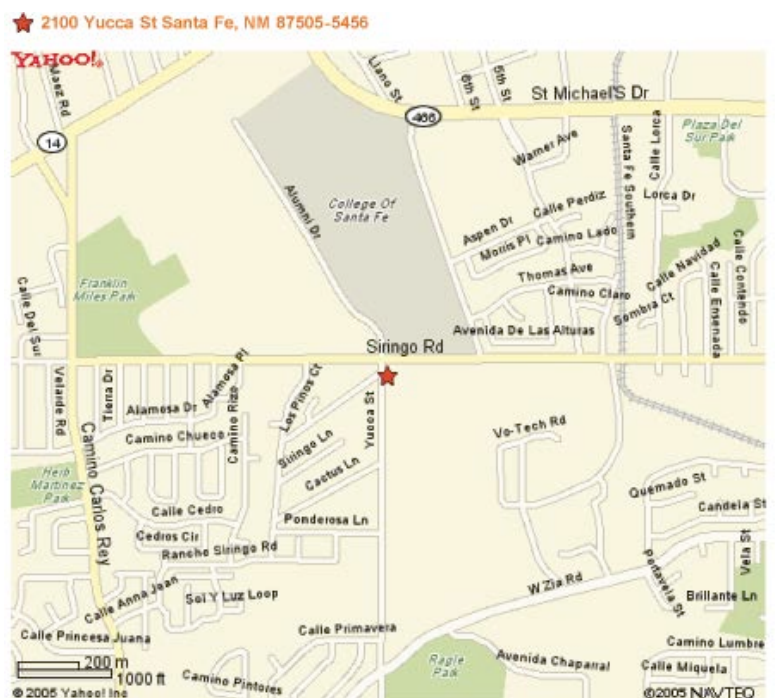 2100 Yucca St Santa Fe, NM 87505-5456
YAHOO!
Maez Rd
Llano St
6th St
5th St
St Michael'S Dr
466
14
Warner Ave
Santa Fe Southern
Calle Lorca
Plaza Del
Sur Park
Alumni Dr
College Of
Santa Fe
Calle Perdiz
Lorca Dr
Aspen Dr
Morris Pl
Camino Lado
Calle Navidad
Calle Contando
Franklin
Miles Park
Thomas Ave
Camino Claro
Calle Ensenada
Calle Del Sur
Sombra Ct
Avenida De Las Alturas
Siringo Rd
Velarde Rd
Tierra Dr
Alamosa Pl
Los Pinos Ct
Alamosa Dr
Camino Rizo
Yucca St
Vo-Tech Rd
Camino Chueco
Siringo Ln
Camino Carlos Rey
Herb
Martinez
Park
Cactus Ln
Quemado St
Calle Cedro
Ponderosa Ln
Candela St
Cedros Cir
Rancho Siringo Rd
Vela St
W Zia Rd
Portavela St
Calle Anna Jean
Sol Y Luz Loop
Brillante Ln
Calle Princesa Juana
Calle Primavera
Camino Lumbre
200 m
1000 ft
Camino Pintores
Ragle
Park
Avenida Chaparral
Calle Miquela
© 2005 Yahoo! Inc
©2005 NAVTEQ